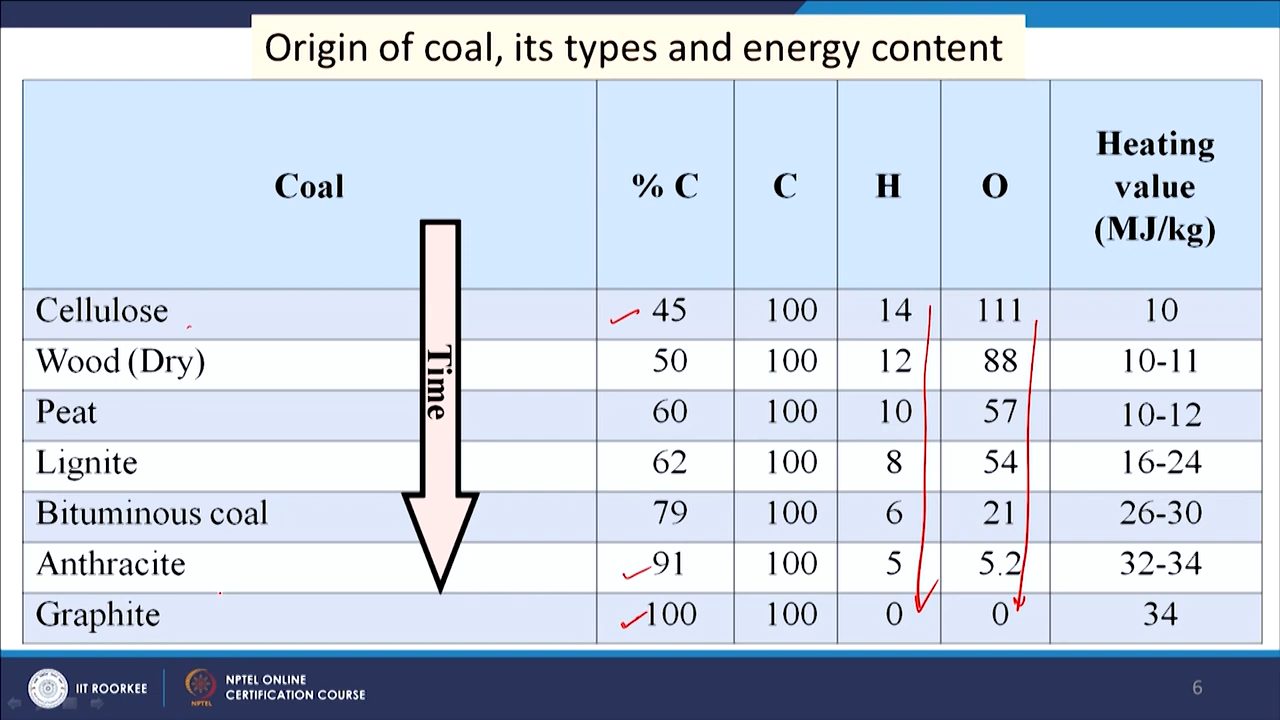 Origin of coal, its types and energy content
Coal % C C H O Heating value (MJ/kg)
Time
Cellulose 45 100 14 111 10
Wood (Dry) 50 100 12 88 10-11
Peat 60 100 10 57 10-12
Lignite 62 100 8 54 16-24
Bituminous coal 79 100 6 21 26-30
Anthracite 91 100 5 5.2 32-34
Graphite 100 100 0 0 34
IIT ROORKEE
NPTEL
NPTEL ONLINE
CERTIFICATION COURSE
6